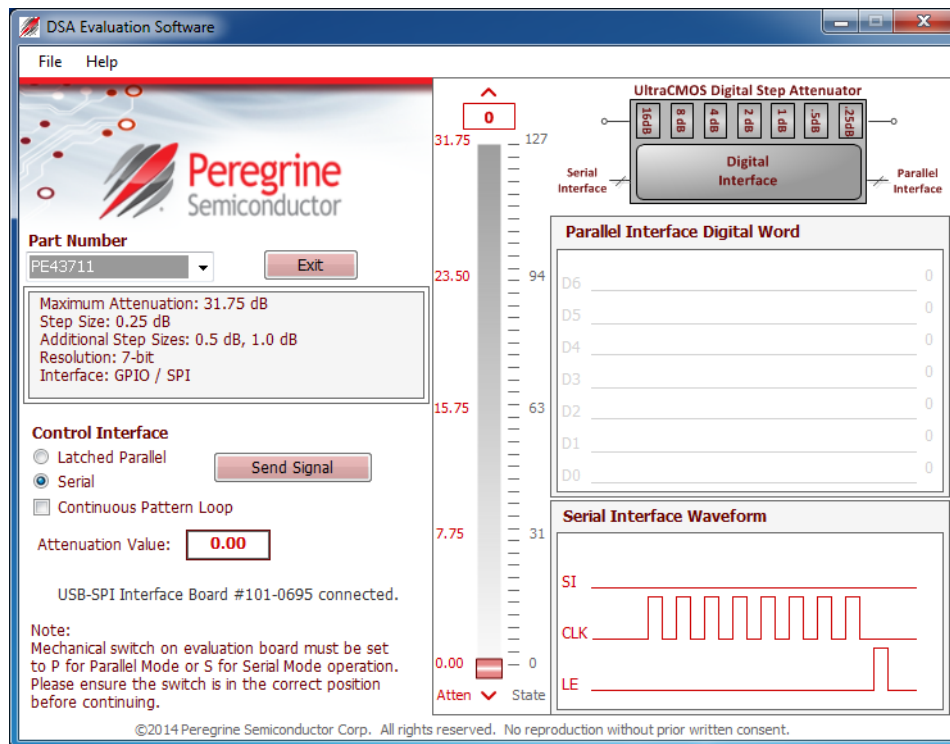 DSA Evaluation Software
File Help
Peregrine
Semiconductor
Part Number
PE43711
Exit
Maximum Attenuation: 31.75 dB
Step Size: 0.25 dB
Additional Step Sizes: 0.5 dB, 1.0 dB
Resolution: 7-bit
Interface: GPIO / SPI
Control Interface
Latched Parallel
Serial
Send Signal
Continuous Pattern Loop
Attenuation Value: 0.00
USB-SPI Interface Board #101-0695 connected.
Note:
Mechanical switch on evaluation board must be set
to P for Parallel Mode or S for Serial Mode operation.
Please ensure the switch is in the correct position
before continuing.
0
31.75 127
23.50 94
15.75 63
7.75 31
0.00 0
Atten State
UltraCMOS Digital Step Attenuator
16dB 8 dB 4 dB 2 dB 1 dB .5dB .25dB
Digital
Interface
Serial
Interface
Parallel
Interface
Parallel Interface Digital Word
D6 0
D5 0
D4 0
D3 0
D2 0
D1 0
D0 0
Serial Interface Waveform
SI
CLK
LE
©2014 Peregrine Semiconductor Corp. All rights reserved. No reproduction without prior written consent.